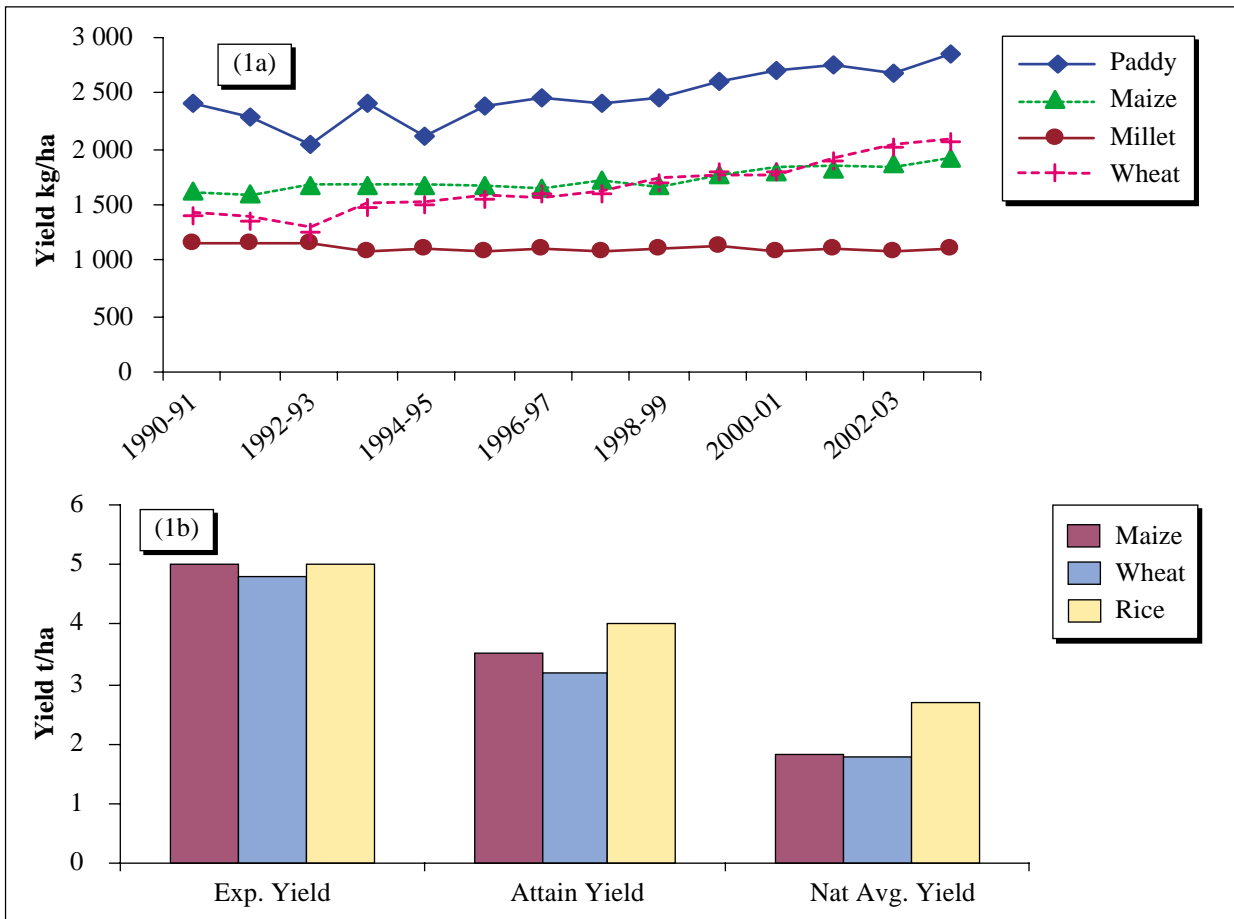 (1a)
Yield kg/ha
3 000
2 500
2 000
1 500
1 000
500
0
1990-91
1992-93
1994-95
1996-97
1998-99
2000-01
2002-03
Paddy
Maize
Millet
Wheat
(1b)
Yield t/ha
6
5
4
3
2
1
0
Exp. Yield
Attain Yield
Nat Avg. Yield
Maize
Wheat
Rice